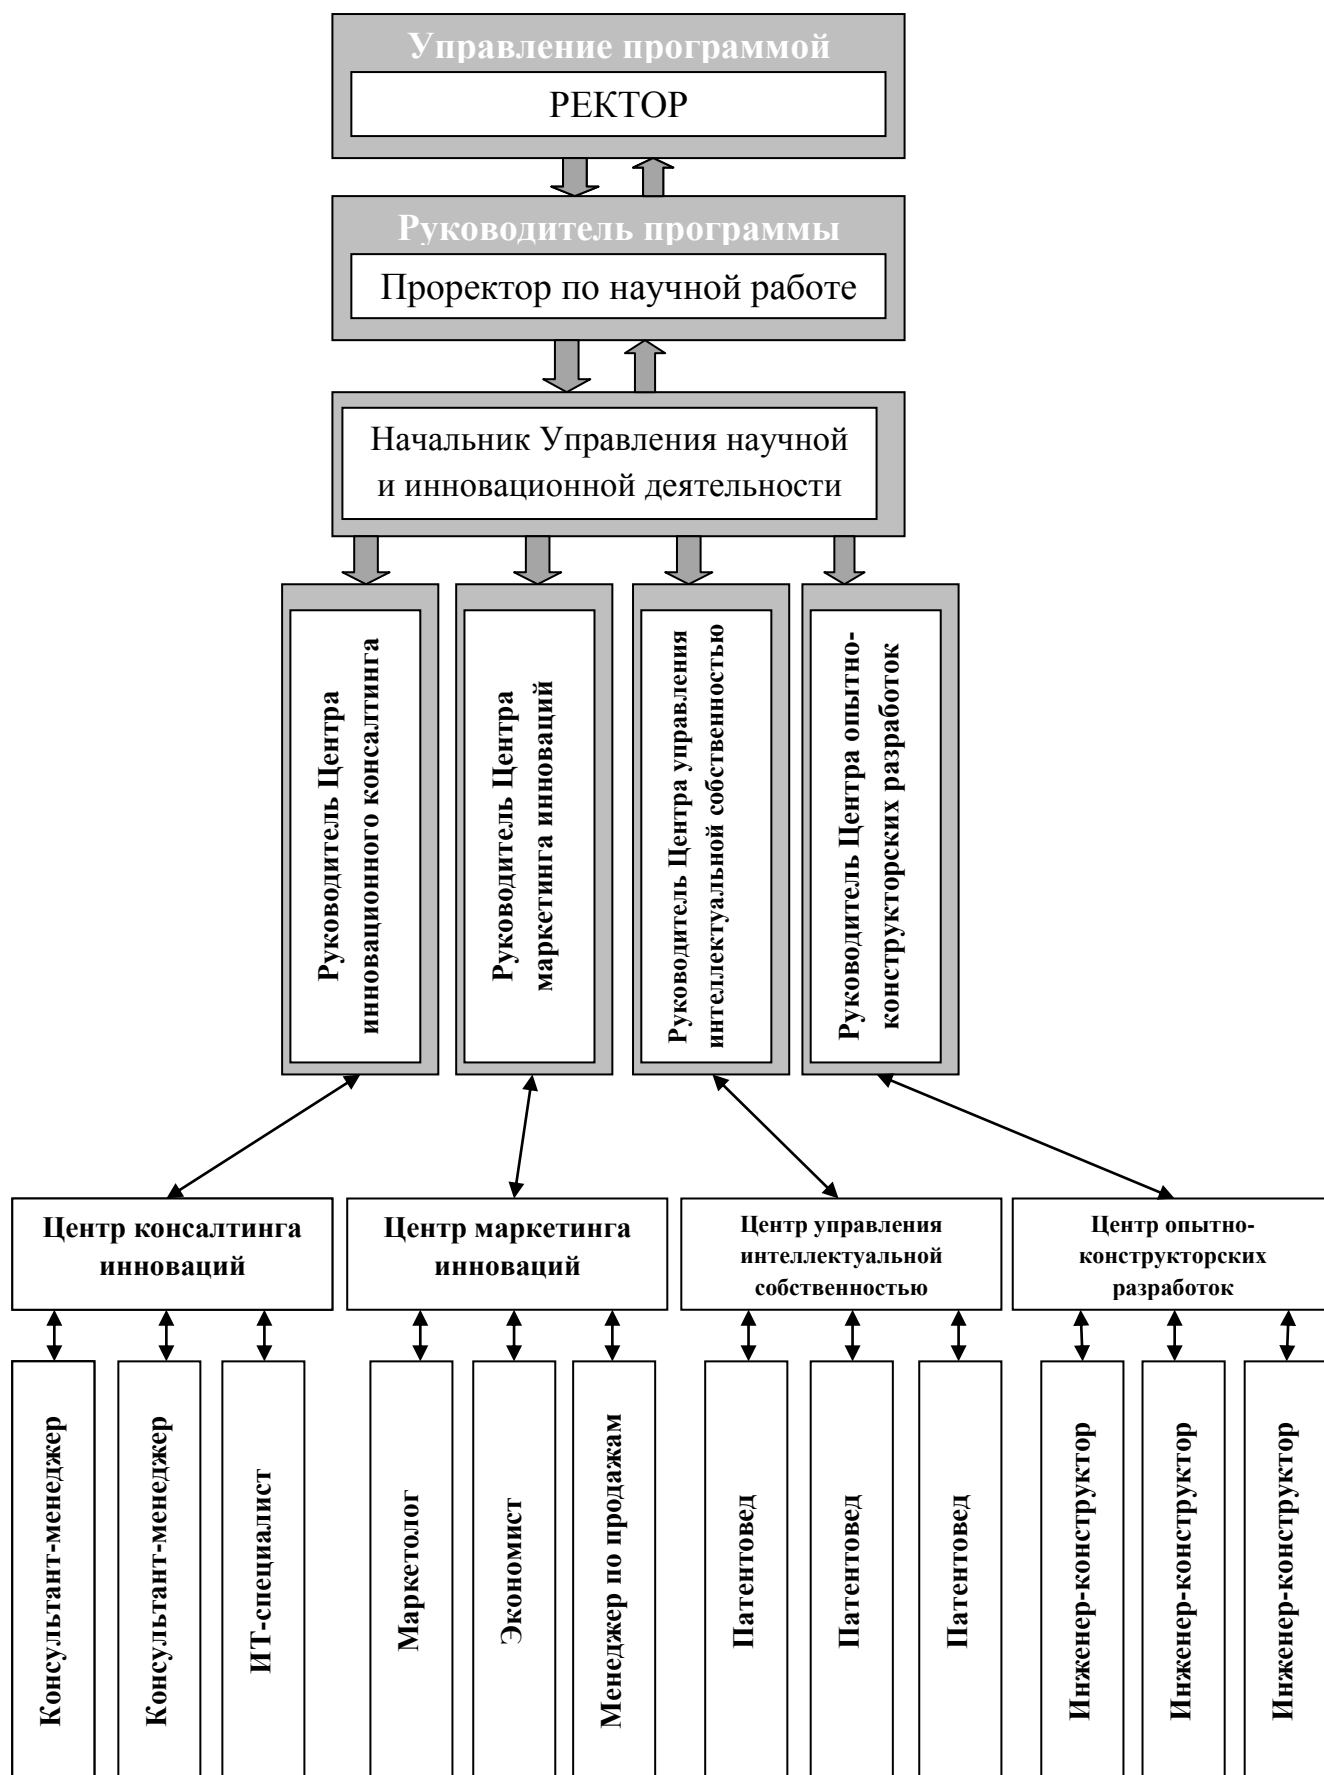 Управление программой
РЕКТОР
Руководитель программы
Проректор по научной работе
Начальник Управления научной
и инновационной деятельности
Руководитель Центра
инновационного консалтинга
Руководитель Центра
маркетинга инноваций
Руководитель Центра управления
интеллектуальной собственностью
Руководитель Центра опытно-
конструкторских разработок
Центр консалтинга
инноваций
Центр маркетинга
инноваций
Центр управления
интеллектуальной
собственностью
Центр опытно-
конструкторских
разработок
Консультант-менеджер
Консультант-менеджер
ИТ-специалист
Маркетолог
Экономист
Менеджер по продажам
Патентовед
Патентовед
Патентовед
Инженер-конструктор
Инженер-конструктор
Инженер-конструктор